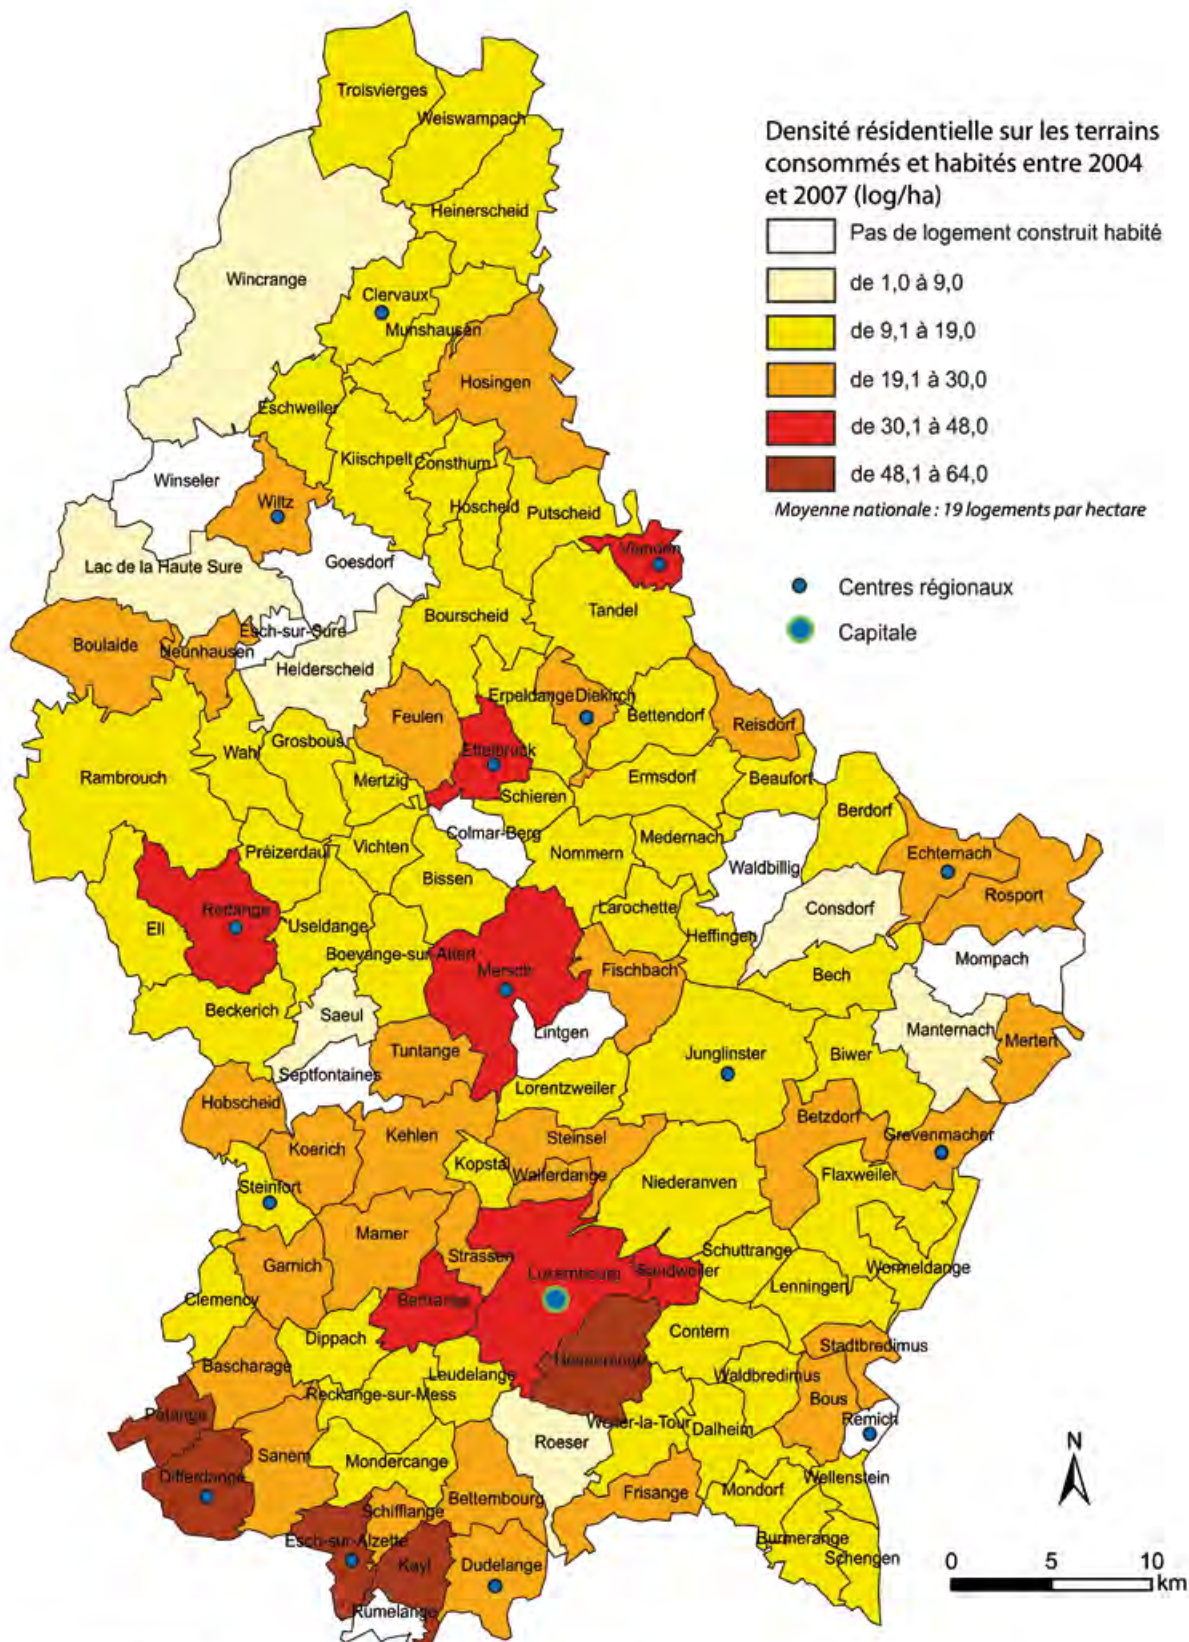 Troisvierges
Weiswampach
Densité résidentielle sur les terrains
consommés et habités entre 2004
et 2007 (log/ha)
Pas de logement construit habité
de 1,0 à 9,0
de 9,1 à 19,0
de 19,1 à 30,0
de 30,1 à 48,0
de 48,1 à 64,0
Moyenne nationale : 19 logements par hectare
Centres régionaux
Capitale
Heinerscheid
Wincrange
Clervaux
Munshausen
Hosingen
Eschweiler
Kiischpelt
Consthum
Winseler
Wiltz
Hoscheid
Putscheid
Vianden
Goesdorf
Lac de la Haute Sure
Tandel
Bourscheid
Esch-sur-Sure
Boulaide
Neunhausen
Heiderscheid
Erpeldange
Diekirch
Bettendorf
Reisdorf
Feulen
Wahl
Grosbous
Ettelbruck
Rambrouch
Mertzig
Schieren
Ermsdorf
Beaufort
Berdorf
Colmar-Berg
Medernach
Préizerdaul
Vichten
Nommern
Waldbillig
Echternach
Bissen
Rosport
Redange
Larochette
Consdorf
Ell
Useldange
Heffingen
Boevange-sur-Attert
Mersch
Fischbach
Bech
Mompach
Beckerich
Saeul
Lintgen
Manternach
Mertert
Tuntange
Junglinster
Biwer
Septfontaines
Lorentzweiler
Hobscheid
Betzdorf
Kehlen
Steinsel
Grevenmacher
Koerich
Kopstal
Walferdange
Niederanven
Flaxweiler
Steinfort
Mamer
Strassen
Schuttrange
Garnich
Luxembourg
Sandweiler
Wormeldange
Lenningen
Clemency
Bertrange
Contern
Dippach
Stadtbredimus
Bascharage
Hesperange
Leudelange
Waldbredimus
Reckange-sur-Mess
Bous
Pétange
Weiler-la-Tour
Dalheim
Remich
Roeser
Sanem
Mondercange
Differdange
Wellenstein
Bettembourg
Frisange
Mondorf
Schifflange
Esch-sur-Alzette
Burmerange
Kayl
Dudelange
Schengen
Rumelange
N
0 5 10
km